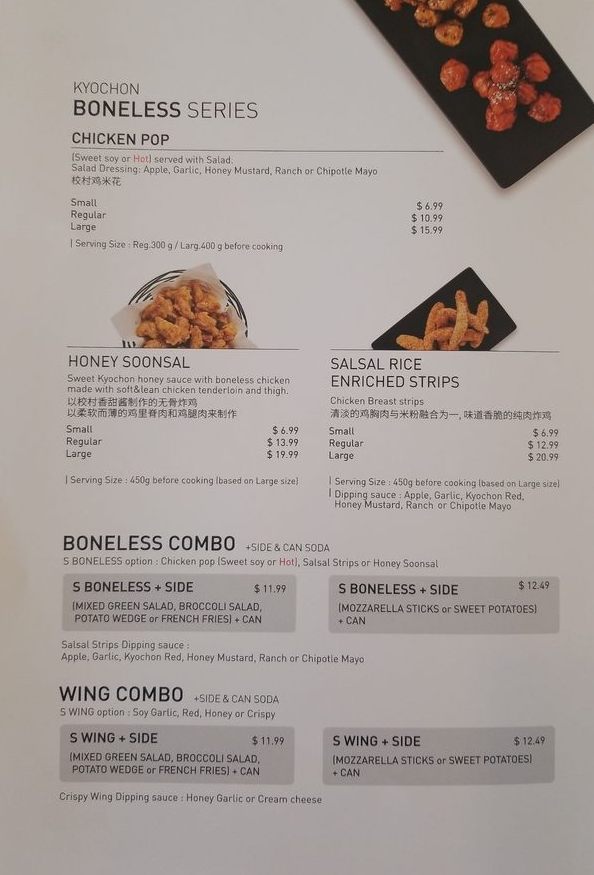 KYOCHON
BONELESS SERIES
CHICKEN POP
(Sweet soy or Hot) served with Salad.
Salad Dressing: Apple, Garlic, Honey Mustard, Ranch or Chipotle Mayo
校村鸡米花
Small $ 6.99
Regular $ 10.99
Large $ 15.99
| Serving Size : Reg.300 g / Larg.400 g before cooking
HONEY SOONSAL
Sweet Kyochon honey sauce with boneless chicken
made with soft&lean chicken tenderloin and thigh.
以校村香甜酱制作的无骨炸鸡
以柔软而薄的鸡里脊肉和鸡腿肉来制作
Small $ 6.99
Regular $ 13.99
Large $ 19.99
| Serving Size : 450g before cooking (based on Large size)
SALSAL RICE
ENRICHED STRIPS
Chicken Breast strips
清淡的鸡胸肉与米粉融合为一, 味道香脆的纯肉炸鸡
Small $ 6.99
Regular $ 12.99
Large $ 20.99
| Serving Size : 450g before cooking (based on Large size)
| Dipping sauce : Apple, Garlic, Kyochon Red,
Honey Mustard, Ranch or Chipotle Mayo
BONELESS COMBO +SIDE & CAN SODA
S BONELESS option : Chicken pop (Sweet soy or Hot), Salsal Strips or Honey Soonsal
S BONELESS + SIDE $ 11.99
(MIXED GREEN SALAD, BROCCOLI SALAD,
POTATO WEDGE or FRENCH FRIES) + CAN
S BONELESS + SIDE $ 12.49
(MOZZARELLA STICKS or SWEET POTATOES)
+ CAN
Salsal Strips Dipping sauce :
Apple, Garlic, Kyochon Red, Honey Mustard, Ranch or Chipotle Mayo
WING COMBO +SIDE & CAN SODA
S WING option : Soy Garlic, Red, Honey or Crispy
S WING + SIDE $ 11.99
(MIXED GREEN SALAD, BROCCOLI SALAD,
POTATO WEDGE or FRENCH FRIES) + CAN
S WING + SIDE $ 12.49
(MOZZARELLA STICKS or SWEET POTATOES)
+ CAN
Crispy Wing Dipping sauce : Honey Garlic or Cream cheese